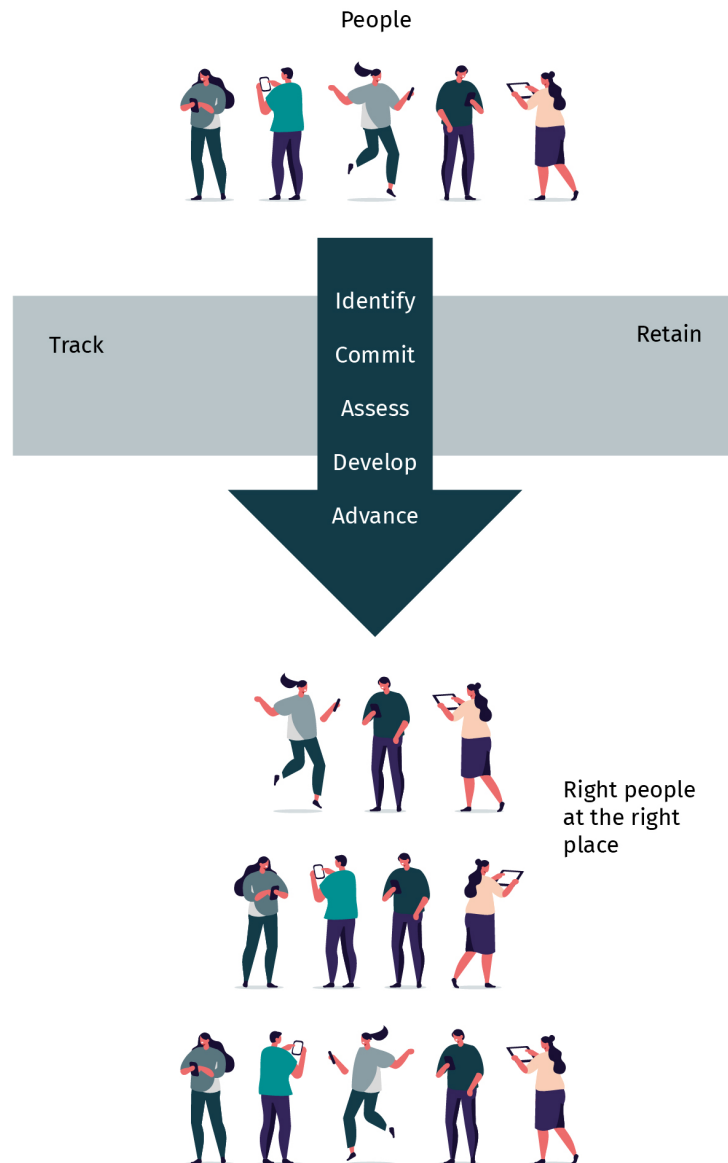 People
Identify
Track
Retain
Commit
Assess
Develop
Advance
Right people
at the right
place